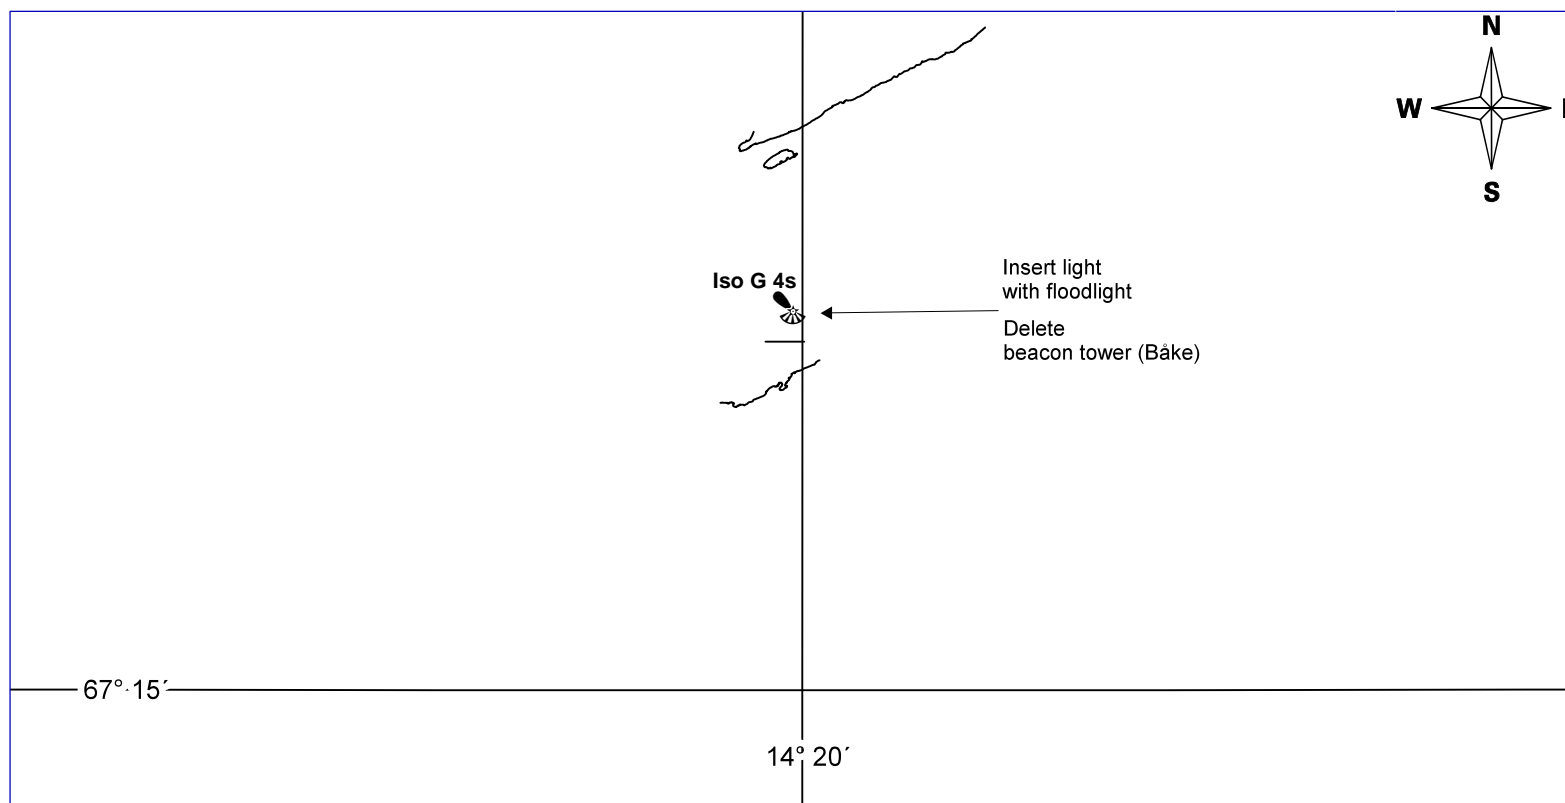 N
W
S
Iso G 4s
Insert light
with floodlight
Delete
beacon tower (Båke)
67° 15´
14° 20´